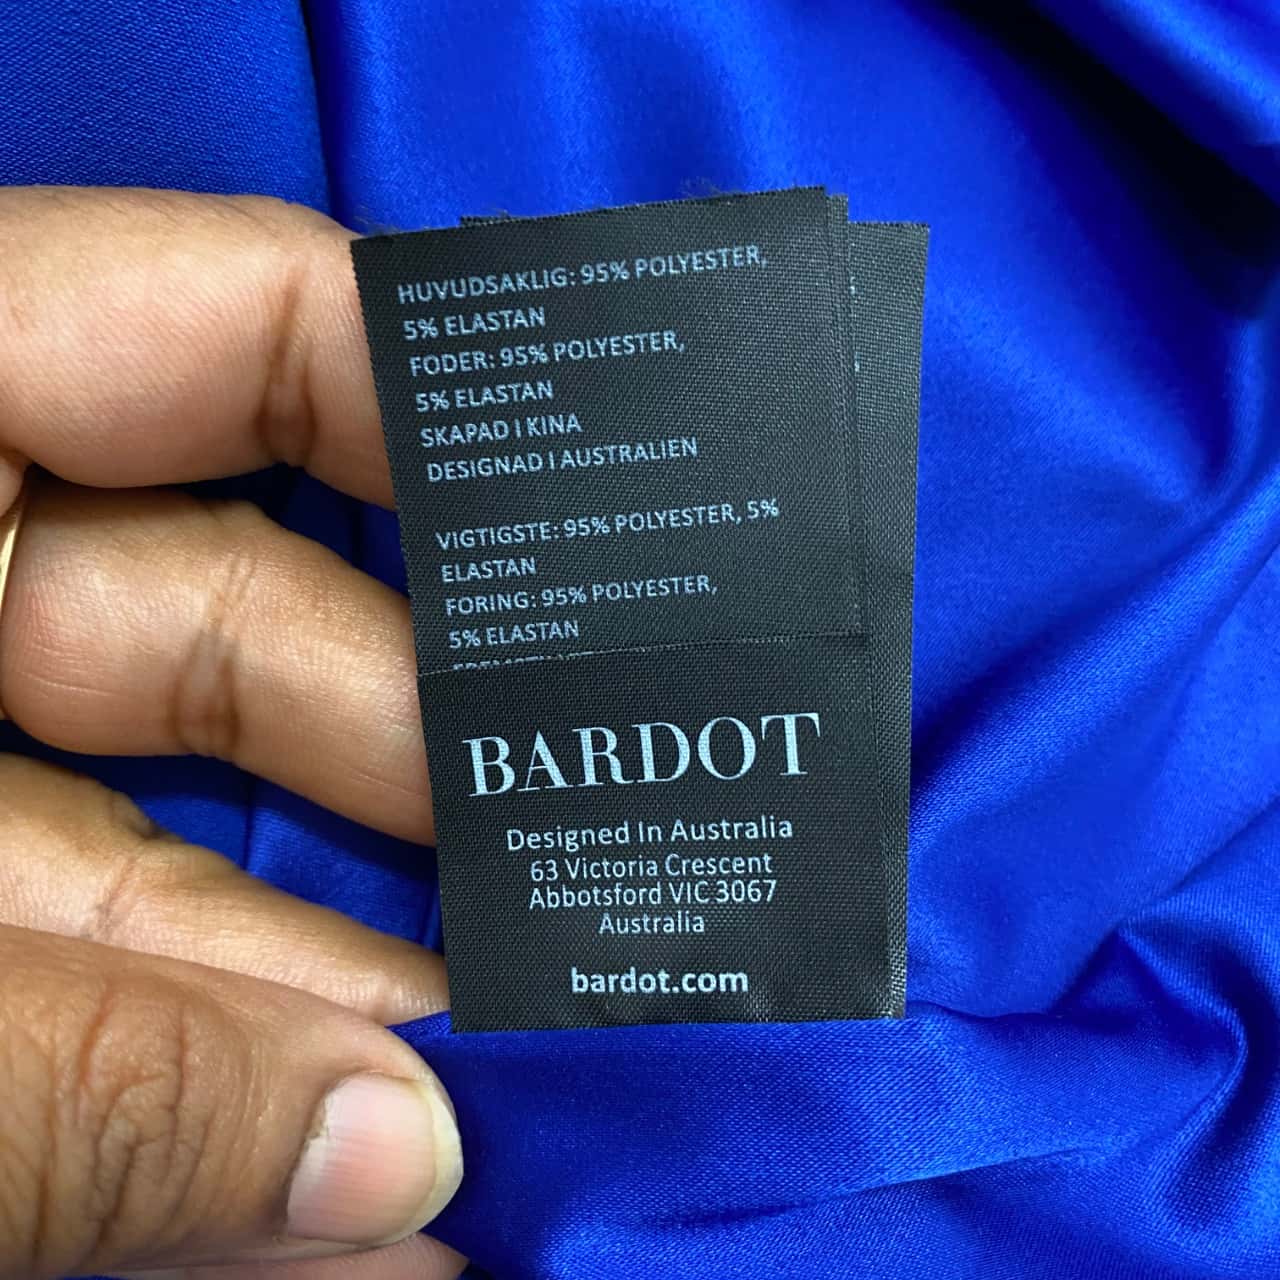 HUVUDSAKLIG: 95% POLYESTER,
5% ELASTAN
FODER: 95% POLYESTER,
5% ELASTAN
SKAPAD I KINA
DESIGNAD I AUSTRALIEN
VIGTIGSTE: 95% POLYESTER, 5%
ELASTAN
FORING: 95% POLYESTER,
5% ELASTAN
BARDOT
Designed In Australia
63 Victoria Crescent
Abbotsford VIC 3067
Australia
bardot.com